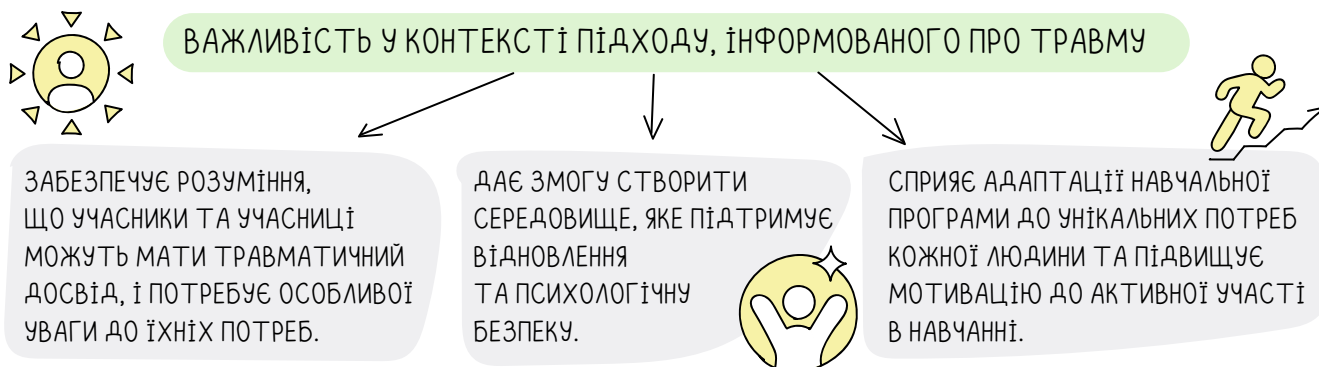 ВАЖЛИВІСТЬ У КОНТЕКСТІ ПІДХОДУ, ІНФОРМОВАНОГО ПРО ТРАВМУ
ЗАБЕЗПЕЧУЄ РОЗУМІННЯ,
ЩО УЧАСНИКИ ТА УЧАСНИЦІ
МОЖУТЬ МАТИ ТРАВМАТИЧНИЙ
ДОСВІД, І ПОТРЕБУЄ ОСОБЛИВОЇ
УВАГИ ДО ЇХНІХ ПОТРЕБ.
ДАЄ ЗМОГУ СТВОРИТИ
СЕРЕДОВИЩЕ, ЯКЕ ПІДТРИМУЄ
ВІДНОВЛЕННЯ
ТА ПСИХОЛОГІЧНУ
БЕЗПЕКУ.
СПРИЯЄ АДАПТАЦІЇ НАВЧАЛЬНОЇ
ПРОГРАМИ ДО УНІКАЛЬНИХ ПОТРЕБ
КОЖНОЇ ЛЮДИНИ ТА ПІДВИЩУЄ
МОТИВАЦІЮ ДО АКТИВНОЇ УЧАСТІ
В НАВЧАННІ.